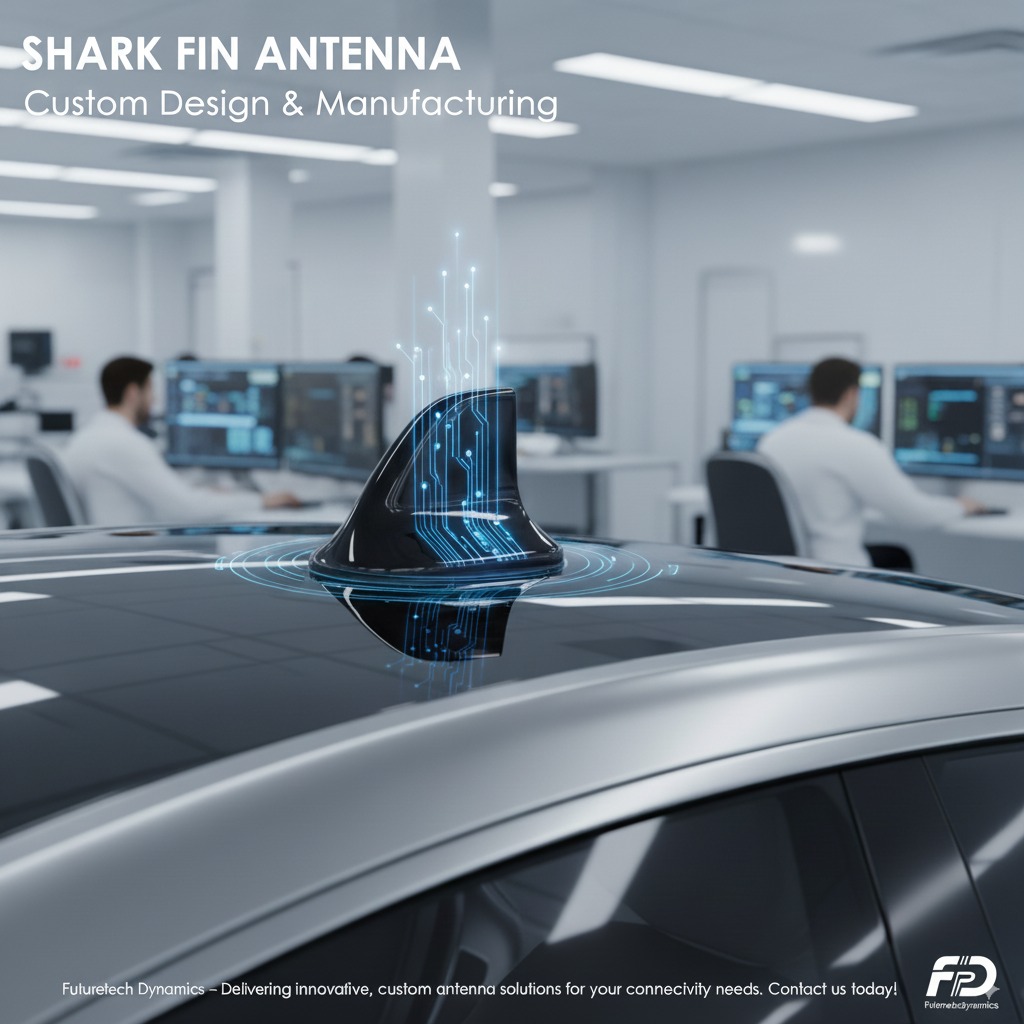 SHARK FIN ANTENNA
Custom Design & Manufacturing
Futuretech Dynamics – Delivering innovative, custom antenna solutions for your connecivity needs. Contact us today!
FD